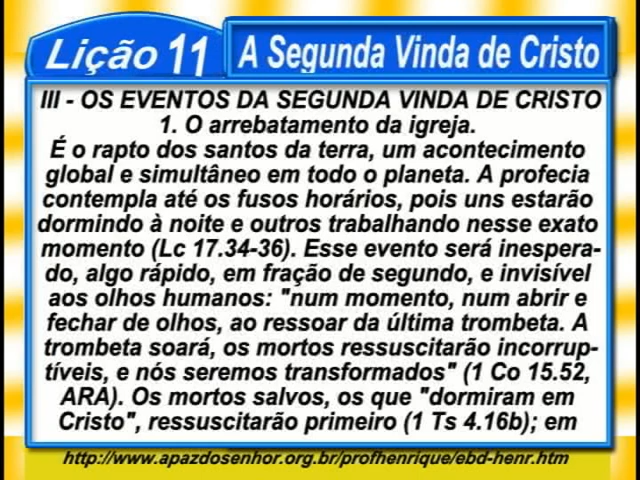 Lição 11
A Segunda Vinda de Cristo
III - OS EVENTOS DA SEGUNDA VINDA DE CRISTO
1. O arrebatamento da igreja.
É o rapto dos santos da terra, um acontecimento
global e simultâneo em todo o planeta. A profecia
contempla até os fusos horários, pois uns estarão
dormindo à noite e outros trabalhando nesse exato
momento (Lc 17.34-36). Esse evento será inespera-
do, algo rápido, em fração de segundo, e invisível
aos olhos humanos: "num momento, num abrir e
fechar de olhos, ao ressoar da última trombeta. A
trombeta soará, os mortos ressuscitarão incorrup-
tíveis, e nós seremos transformados" (1 Co 15.52,
ARA). Os mortos salvos, os que "dormiram em
Cristo", ressuscitarão primeiro (1 Ts 4.16b); em
http://www.apazdosenhor.org.br/profhenrique/ebd-henr.htm